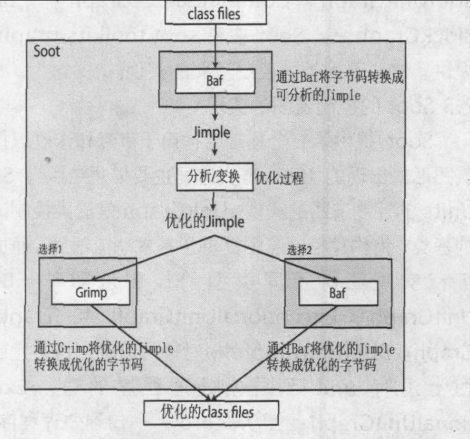 class files
Soot
Baf
通过Baf将字节码转换成
可分析的Jimple
Jimple
分析/变换
优化过程
优化的Jimple
选择1
选择2
Grimp
Baf
通过Grimp将优化的Jimple
转换成优化的字节码
通过Baf将优化的Jimple
转换成优化的字节码
优化的class files